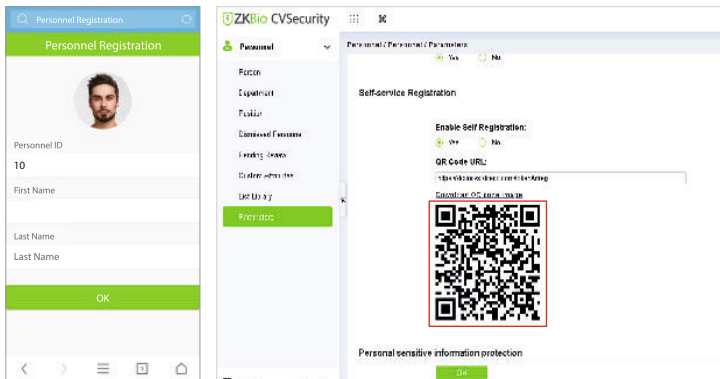 Personnel Registration
Personnel Registration
Personnel ID
10
First Name
Last Name
Last Name
OK
ZKBio CVSecurity
Personnel
Person
Department
Position
Dismissed Personnel
Pending Review
Custom Attributes
List Library
Parameters
Personnel / Personnel / Parameters
Yes No
Self-service Registration
Enable Self Registration:
Yes No
QR Code URL:
Download QR code image
Personal sensitive information protection
OK